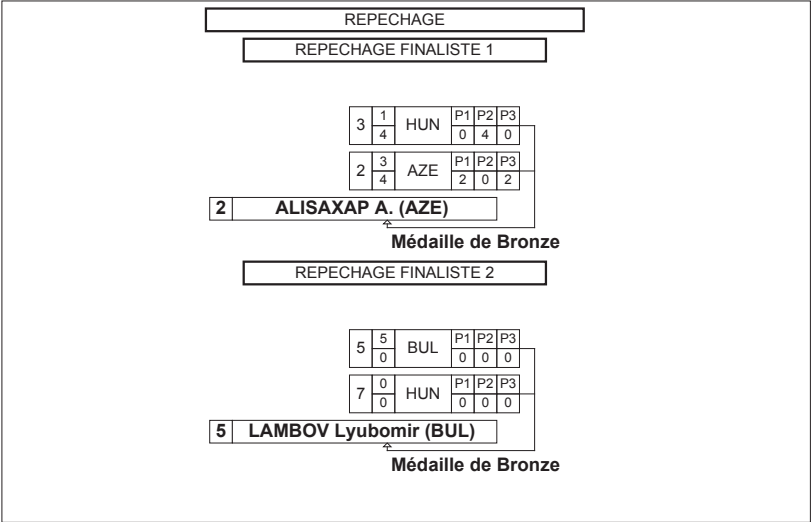 REPECHAGE
REPECHAGE FINALISTE 1
3 1 HUN P1 P2 P3
4 0 4 0
2 3 AZE P1 P2 P3
4 2 0 2
2 ALISAXAP A. (AZE)
Médaille de Bronze
REPECHAGE FINALISTE 2
5 5 BUL P1 P2 P3
0 0 0 0
7 0 HUN P1 P2 P3
0 0 0 0
5 LAMBOV Lyubomir (BUL)
Médaille de Bronze